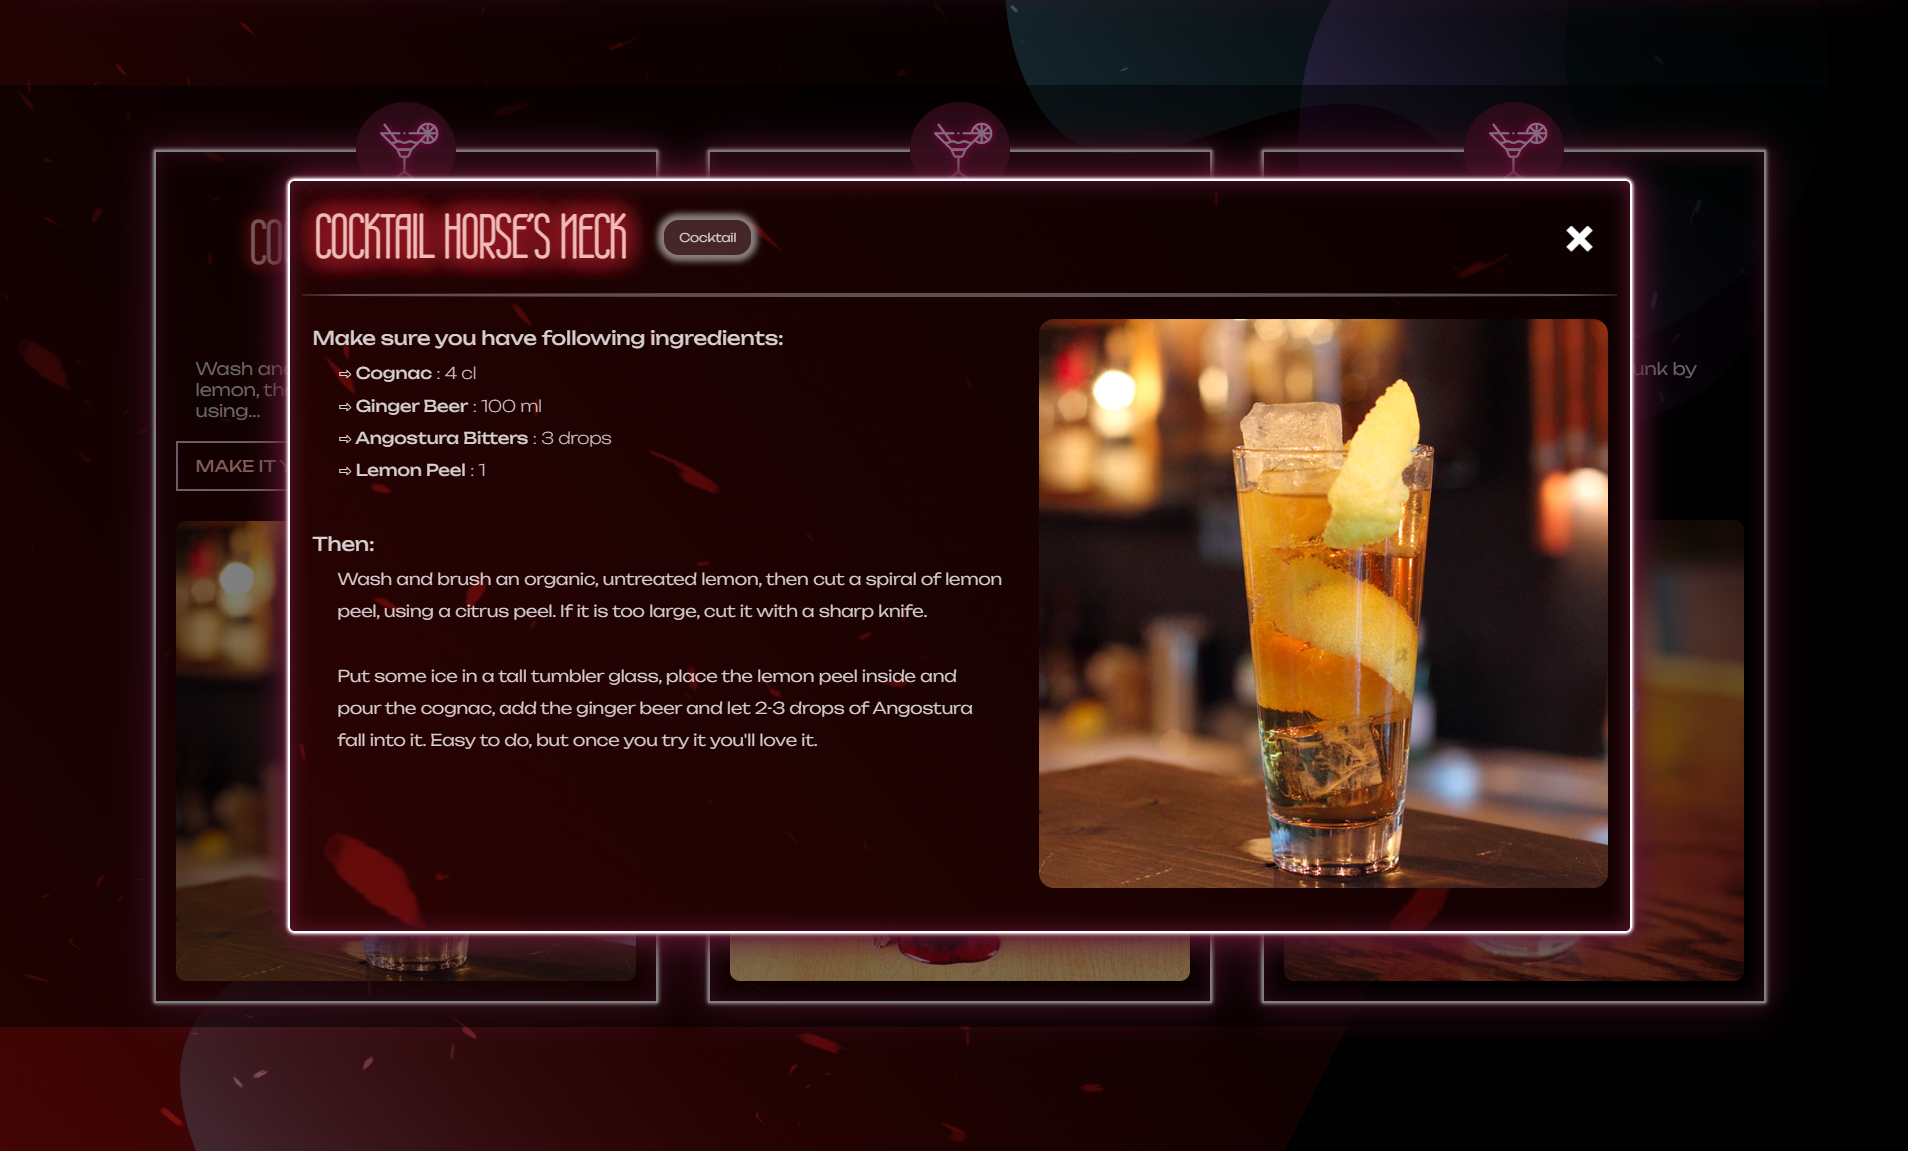 COCKTAIL HORSE'S NECK
Cocktail
Make sure you have following ingredients:
⇨ Cognac : 4 cl
⇨ Ginger Beer : 100 ml
⇨ Angostura Bitters : 3 drops
⇨ Lemon Peel : 1
Then:
Wash and brush an organic, untreated lemon, then cut a spiral of lemon
peel, using a citrus peel. If it is too large, cut it with a sharp knife.
Put some ice in a tall tumbler glass, place the lemon peel inside and
pour the cognac, add the ginger beer and let 2-3 drops of Angostura
fall into it. Easy to do, but once you try it you'll love it.
CO
Wash an
lemon, th
using...
MAKE IT
unk by